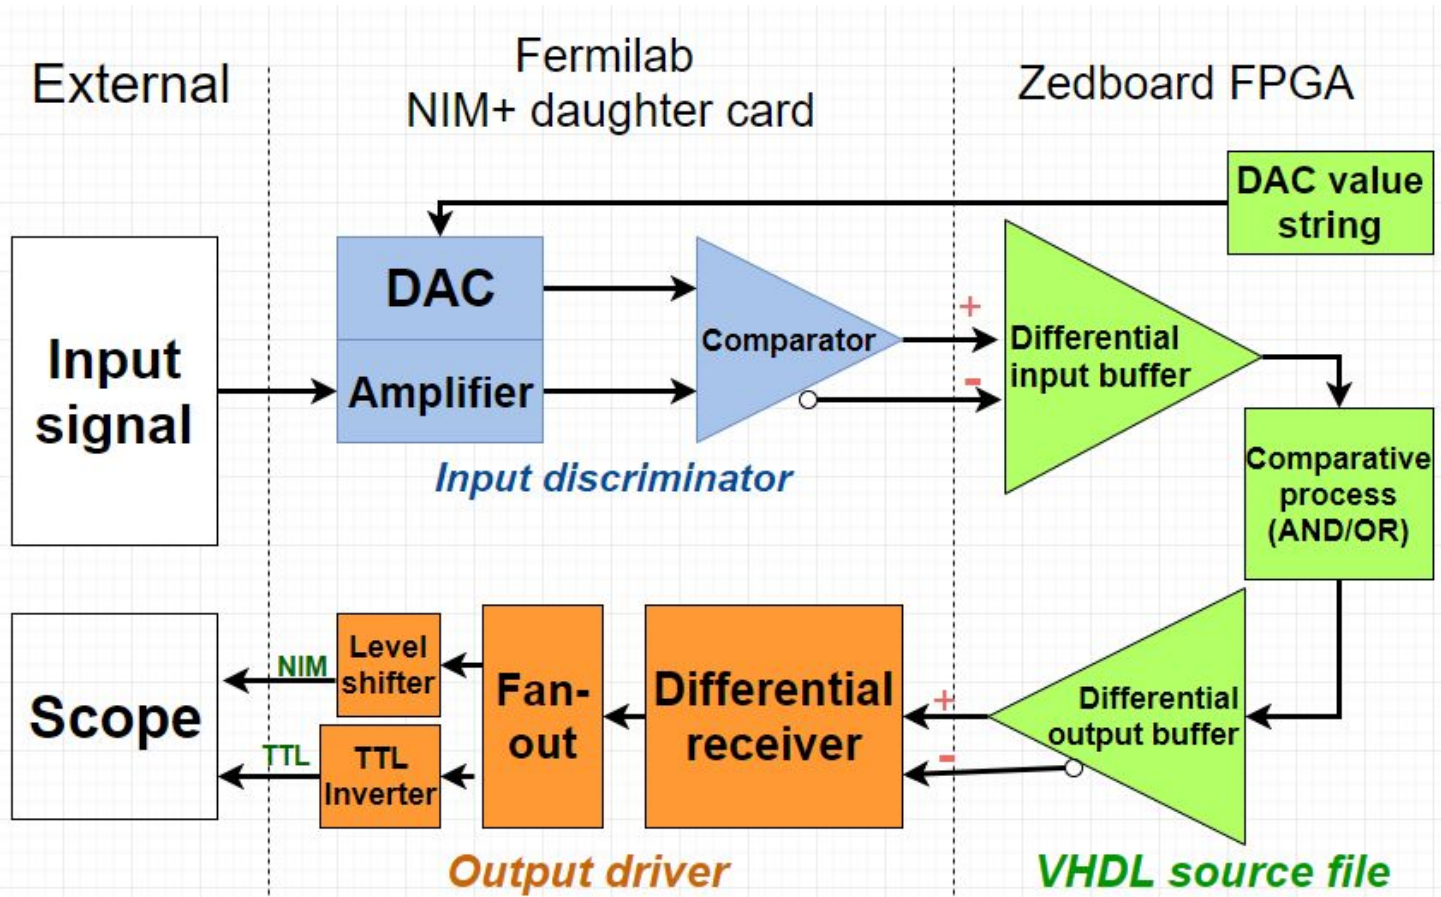 External
Fermilab
NIM+ daughter card
Zedboard FPGA
DAC value
string
Input
signal
DAC
Amplifier
Comparator
+
-
Differential
input buffer
Input discriminator
Comparative
process
(AND/OR)
Scope
NIM
TTL
Level
shifter
TTL
Inverter
Fan-
out
Differential
receiver
+
-
Differential
output buffer
Output driver
VHDL source file